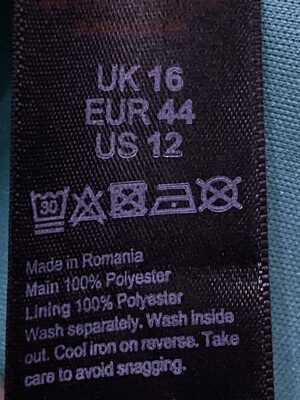 UK 16
EUR 44
US 12
30
Made in Romania
Main 100% Polyester
Lining 100% Polyester
Wash separately. Wash inside
out. Cool iron on reverse. Take
care to avoid snagging.